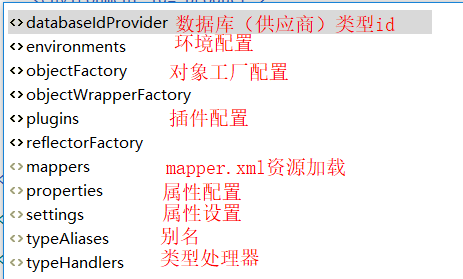 <>databaseIdProvider 数据库（供应商）类型id
<>environments 环境配置
<>objectFactory 对象工厂配置
<>objectWrapperFactory
<>plugins 插件配置
<>reflectorFactory
<>mappers mapper.xml资源加载
<>properties 属性配置
<>settings 属性设置
<>typeAliases 别名
<>typeHandlers 类型处理器